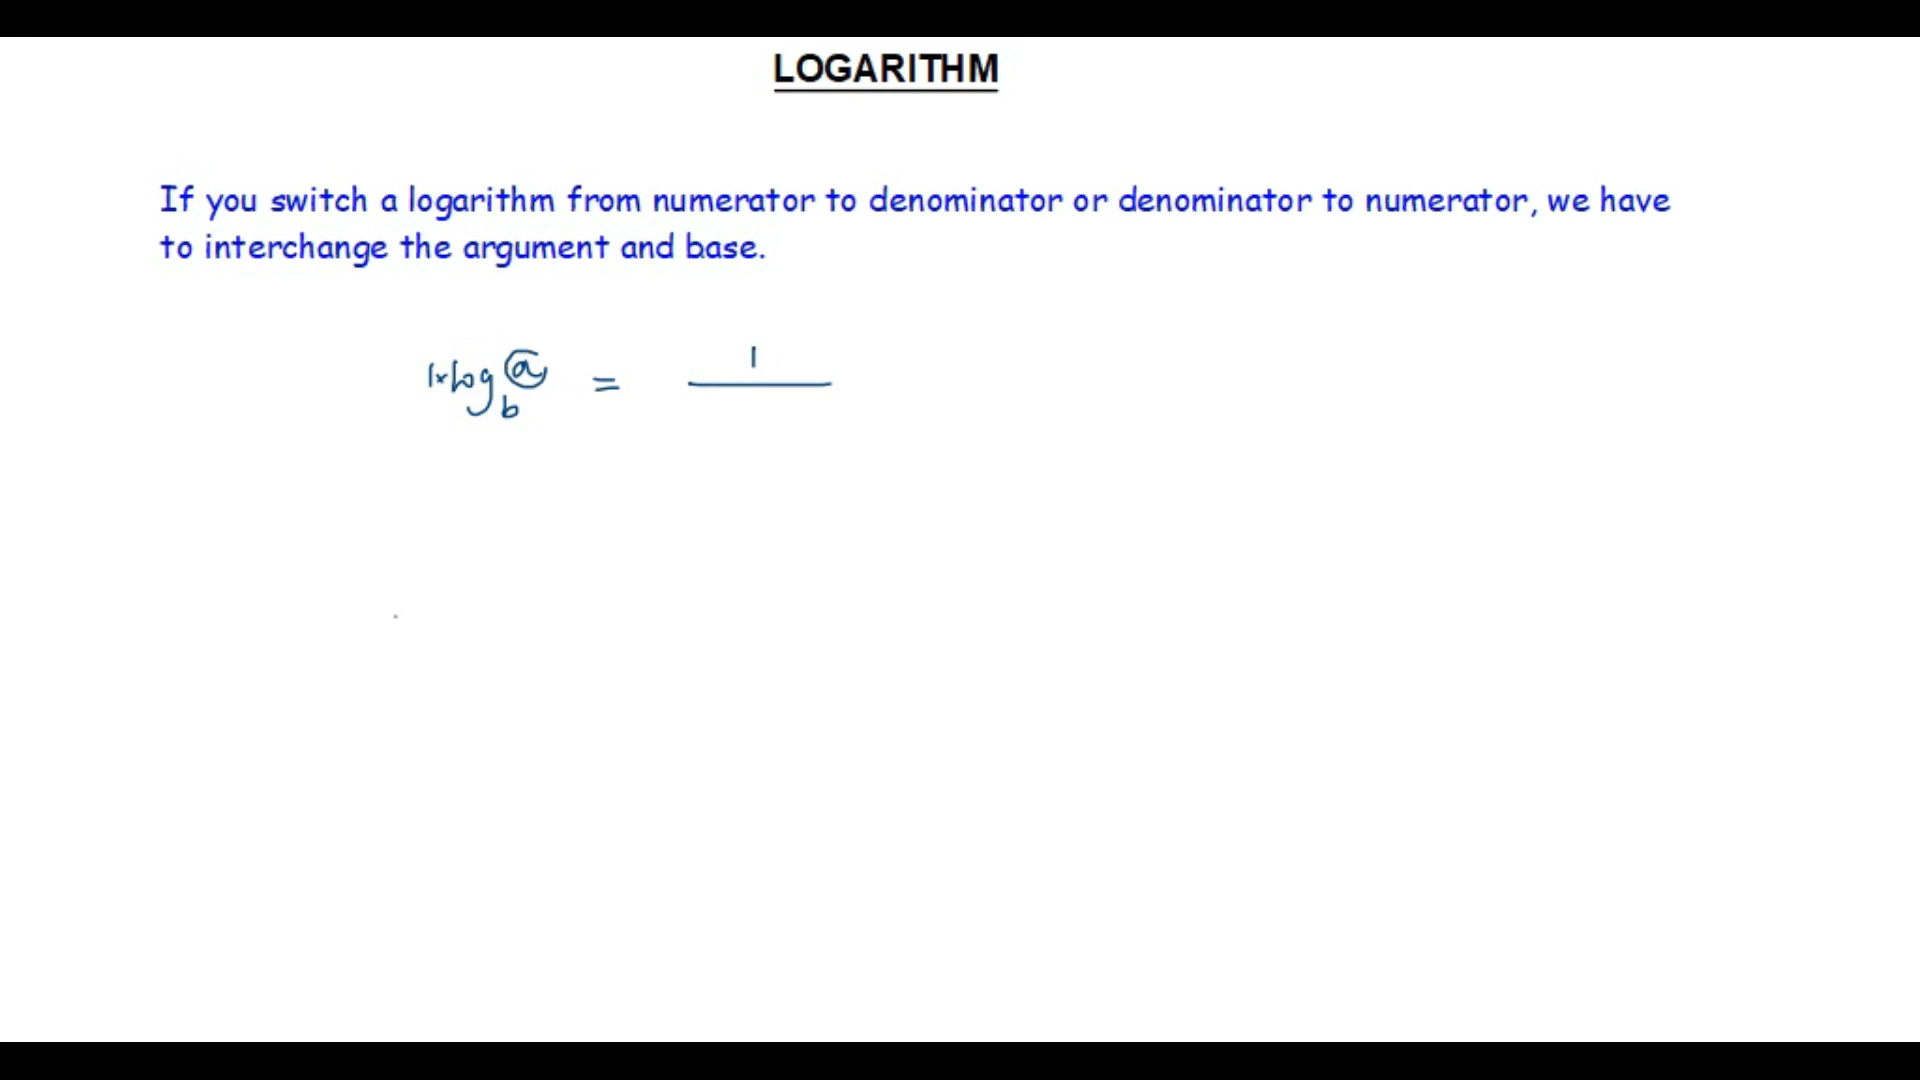 LOGARITHM
If you switch a logarithm from numerator to denominator or denominator to numerator, we have
to interchange the argument and base.
1×log_b a = 1/